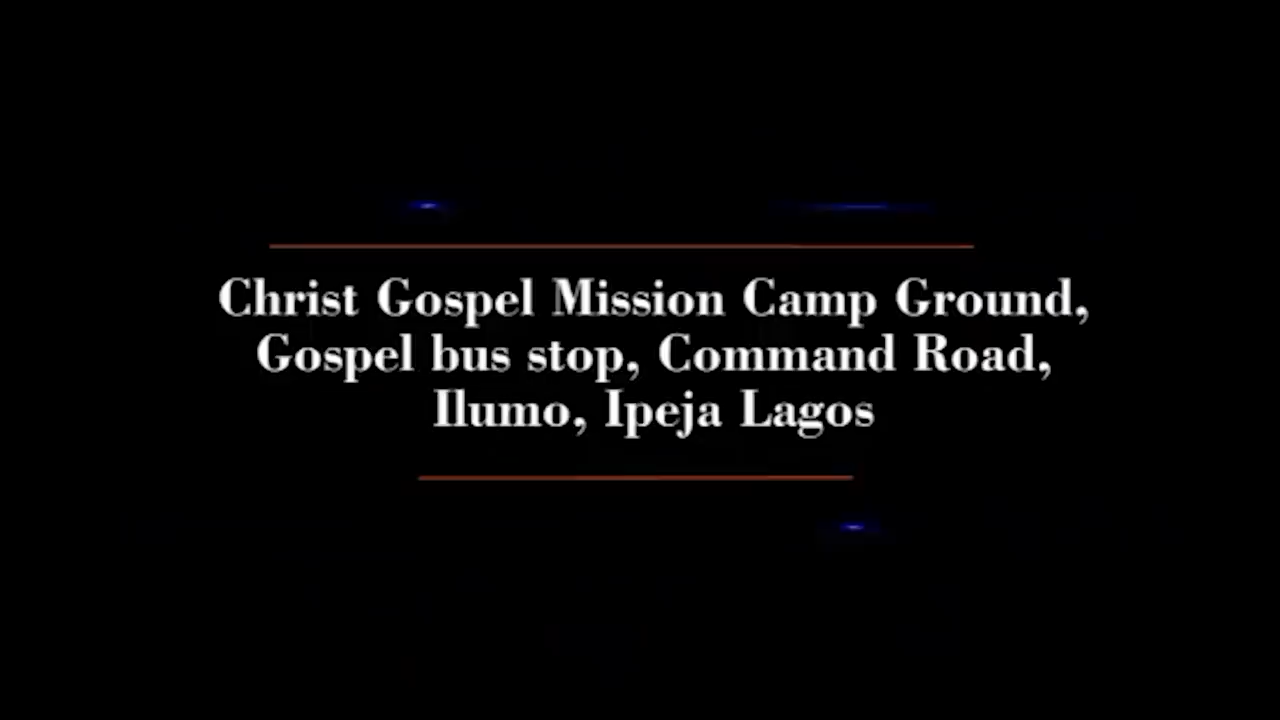 Christ Gospel Mission Camp Ground,
Gospel bus stop, Command Road,
Ilumo, Ipeja Lagos